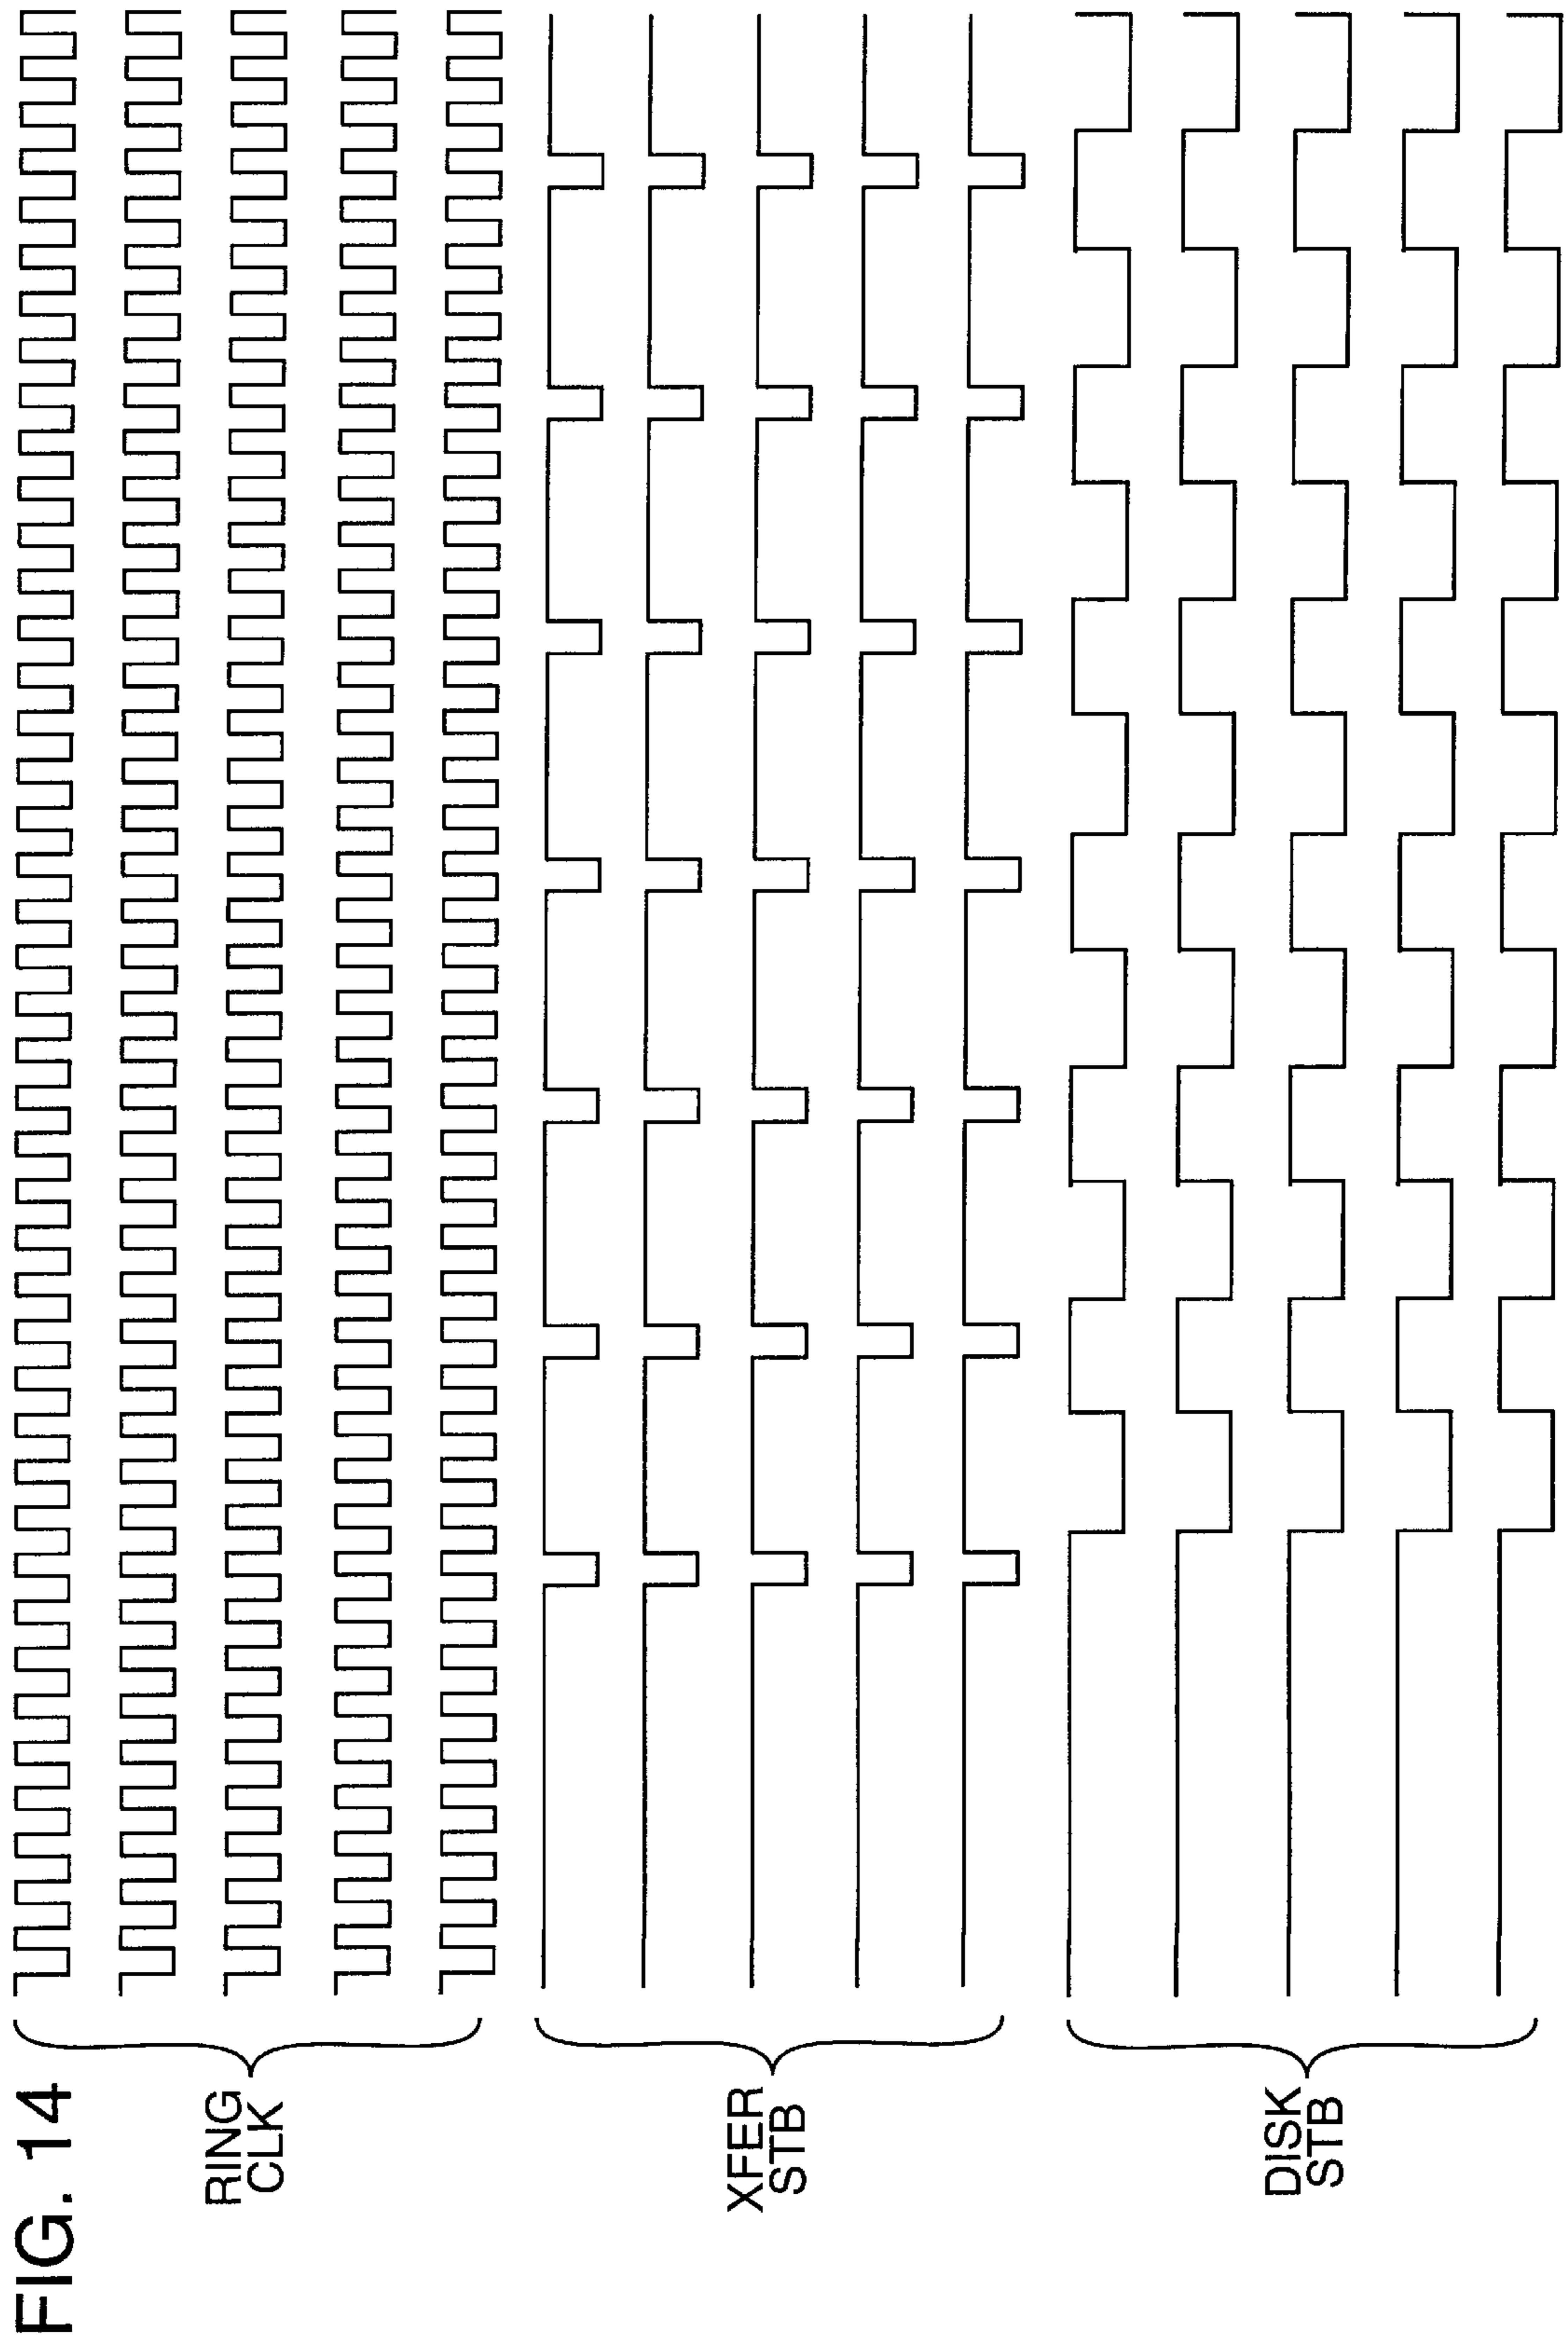 FIG. 14
RING
CLK
XFER
STB
DISK
STB